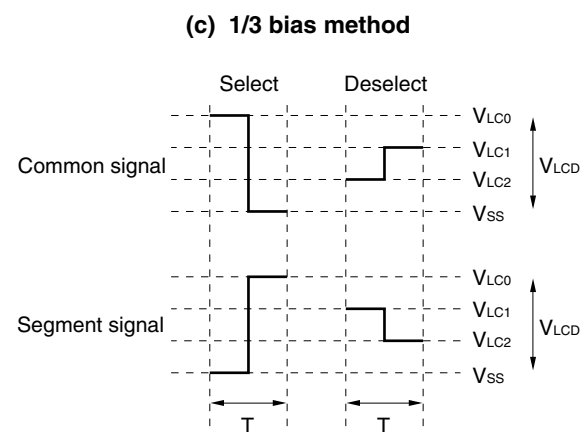 (c) 1/3 bias method
Select Deselect
VLC0
VLC1
Common signal
VLCD
VLC2
VSS
VLC0
VLC1
Segment signal
VLCD
VLC2
VSS
T T